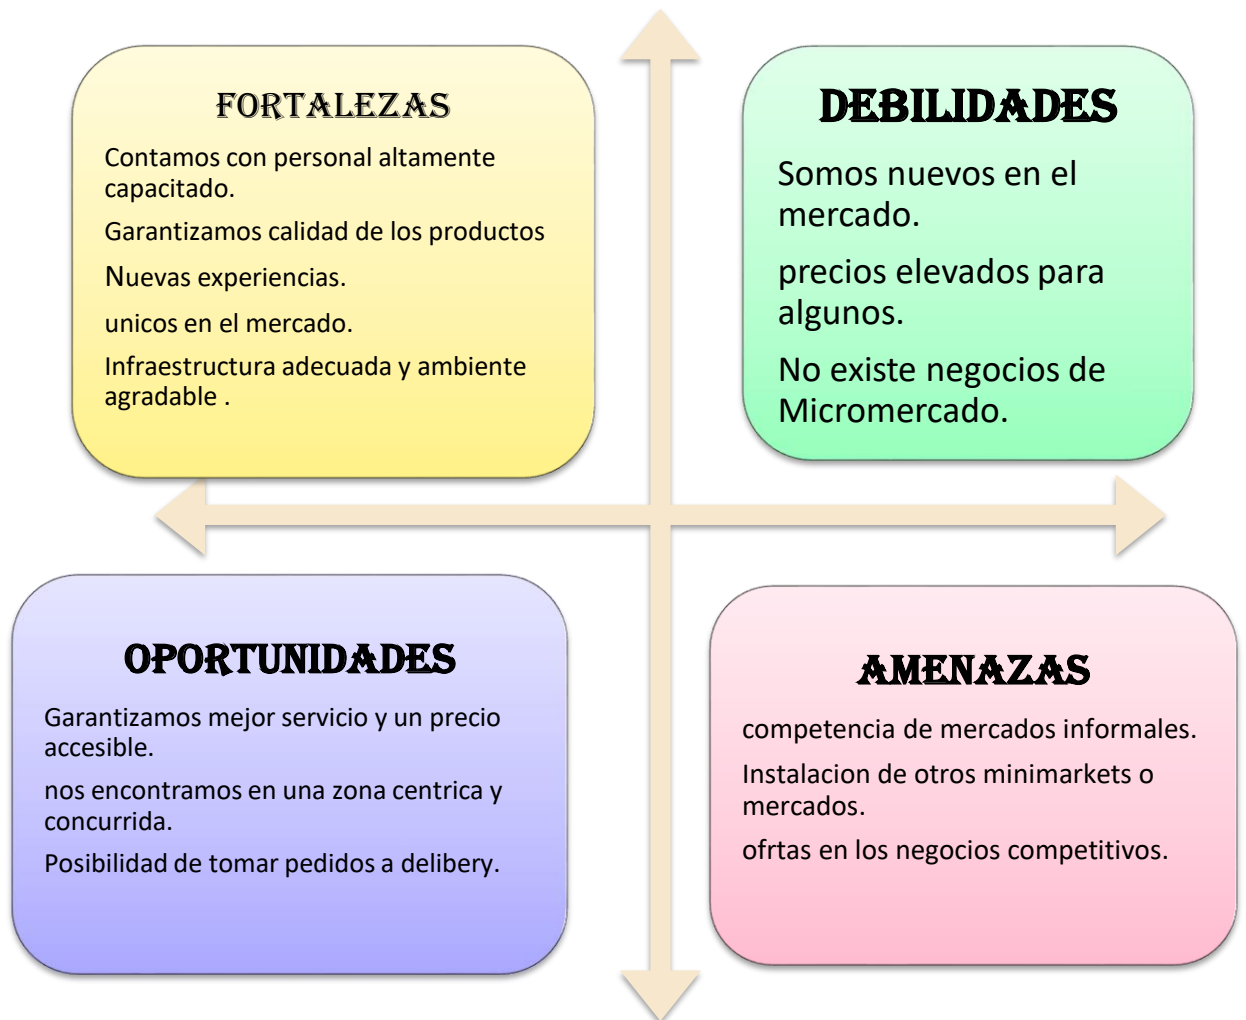 FORTALEZAS
Contamos con personal altamente
capacitado.
Garantizamos calidad de los productos
Nuevas experiencias.
unicos en el mercado.
Infraestructura adecuada y ambiente
agradable .
DEBILIDADES
Somos nuevos en el
mercado.
precios elevados para
algunos.
No existe negocios de
Micromercado.
OPORTUNIDADES
Garantizamos mejor servicio y un precio
accesible.
nos encontramos en una zona centrica y
concurrida.
Posibilidad de tomar pedidos a delibery.
AMENAZAS
competencia de mercados informales.
Instalacion de otros minimarkets o
mercados.
ofrtas en los negocios competitivos.